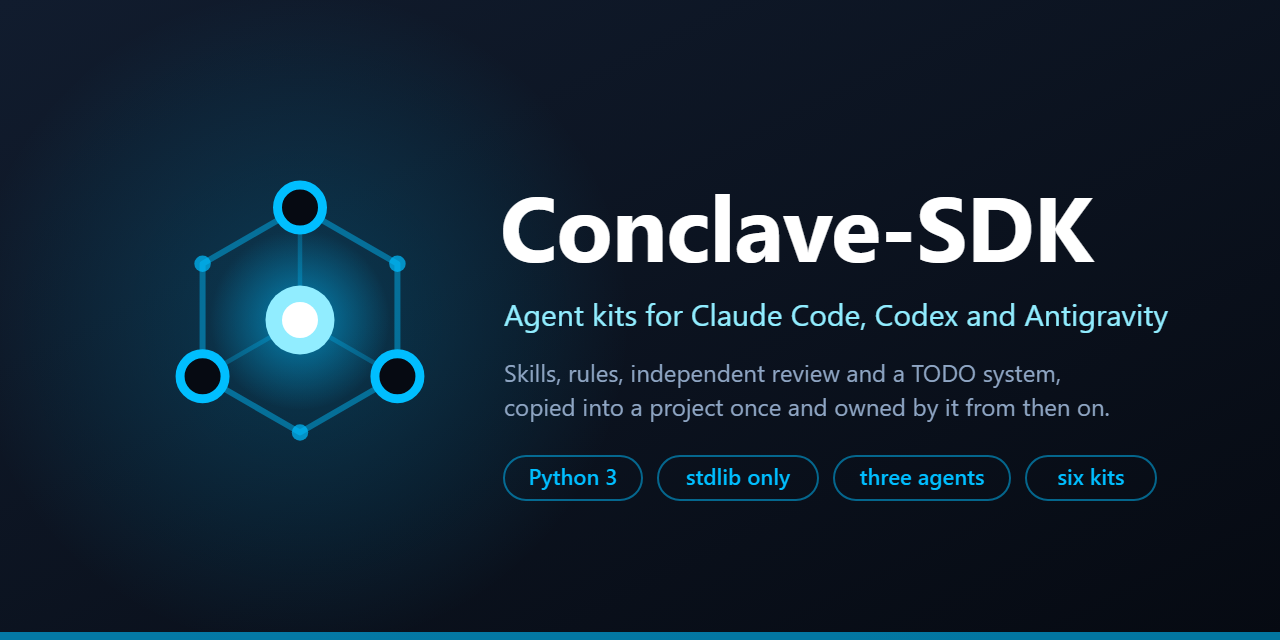 Conclave-SDK
Agent kits for Claude Code, Codex and Antigravity
Skills, rules, independent review and a TODO system,
copied into a project once and owned by it from then on.
Python 3
stdlib only
three agents
six kits